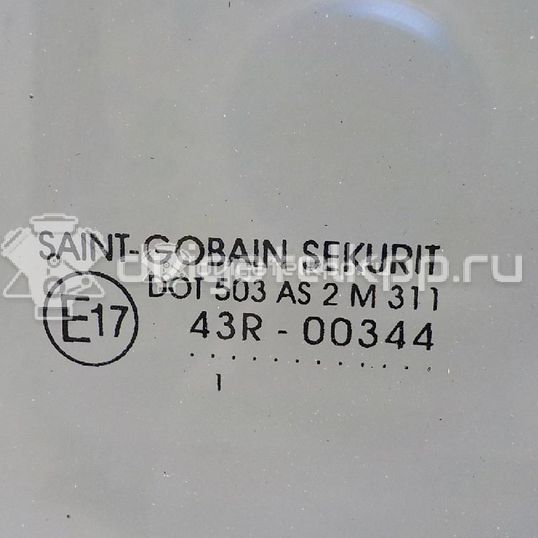 SAINT-GOBAIN SEKURIT
DOT 503 AS 2 M 311
E17
43R - 00344
. . . . . . . . . . . . .
1